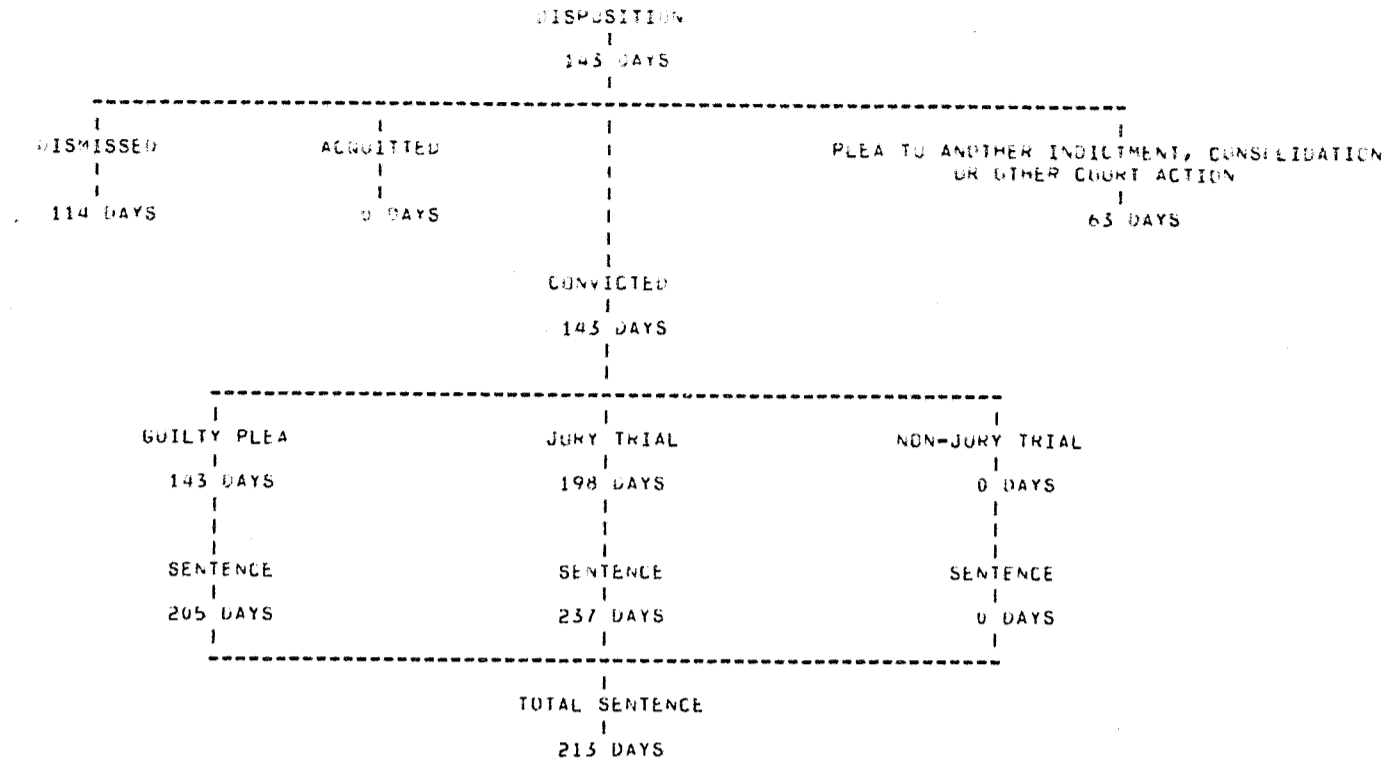 DISPOSITION
143 DAYS
DISMISSED ACQUITTED PLEA TO ANOTHER INDICTMENT, CONSOLIDATION
OR OTHER COURT ACTION
114 DAYS 0 DAYS 63 DAYS
CONVICTED
143 DAYS
GUILTY PLEA JURY TRIAL NON-JURY TRIAL
143 DAYS 198 DAYS 0 DAYS
SENTENCE SENTENCE SENTENCE
205 DAYS 237 DAYS 0 DAYS
TOTAL SENTENCE
213 DAYS